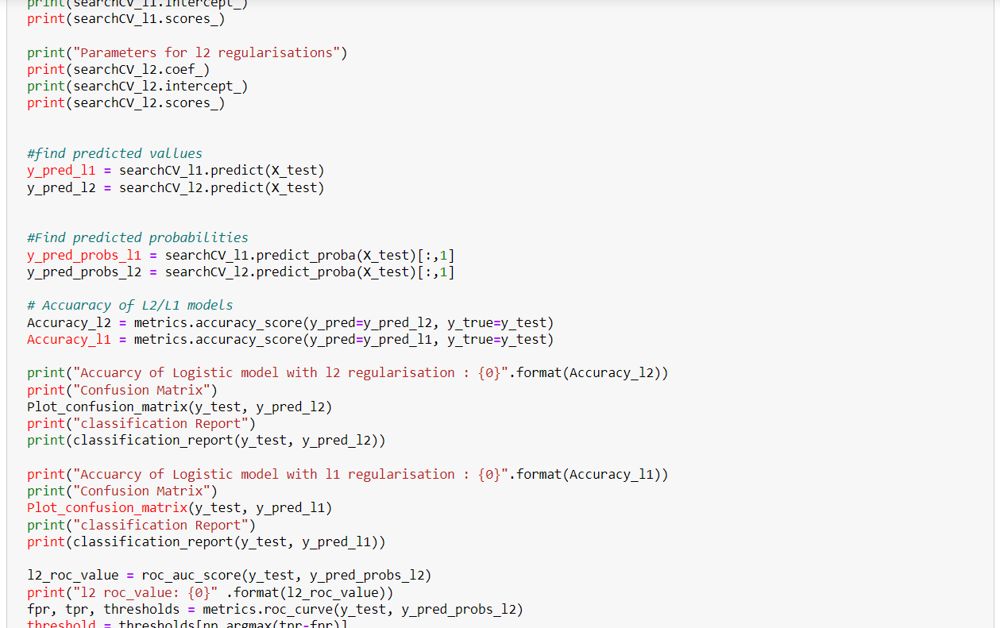 print(searchCV_l1.intercept_)
print(searchCV_l1.scores_)
print("Parameters for l2 regularisations")
print(searchCV_l2.coef_)
print(searchCV_l2.intercept_)
print(searchCV_l2.scores_)
#find predicted vallues
y_pred_l1 = searchCV_l1.predict(X_test)
y_pred_l2 = searchCV_l2.predict(X_test)
#Find predicted probabilities
y_pred_probs_l1 = searchCV_l1.predict_proba(X_test)[:,1]
y_pred_probs_l2 = searchCV_l2.predict_proba(X_test)[:,1]
# Accuaracy of L2/L1 models
Accuracy_l2 = metrics.accuracy_score(y_pred=y_pred_l2, y_true=y_test)
Accuracy_l1 = metrics.accuracy_score(y_pred=y_pred_l1, y_true=y_test)
print("Accuarcy of Logistic model with l2 regularisation : {0}".format(Accuracy_l2))
print("Confusion Matrix")
Plot_confusion_matrix(y_test, y_pred_l2)
print("classification Report")
print(classification_report(y_test, y_pred_l2))
print("Accuarcy of Logistic model with l1 regularisation : {0}".format(Accuracy_l1))
print("Confusion Matrix")
Plot_confusion_matrix(y_test, y_pred_l1)
print("classification Report")
print(classification_report(y_test, y_pred_l1))
l2_roc_value = roc_auc_score(y_test, y_pred_probs_l2)
print("l2 roc_value: {0}" .format(l2_roc_value))
fpr, tpr, thresholds = metrics.roc_curve(y_test, y_pred_probs_l2)
threshold = thresholds[np.argmax(tpr-fpr)]